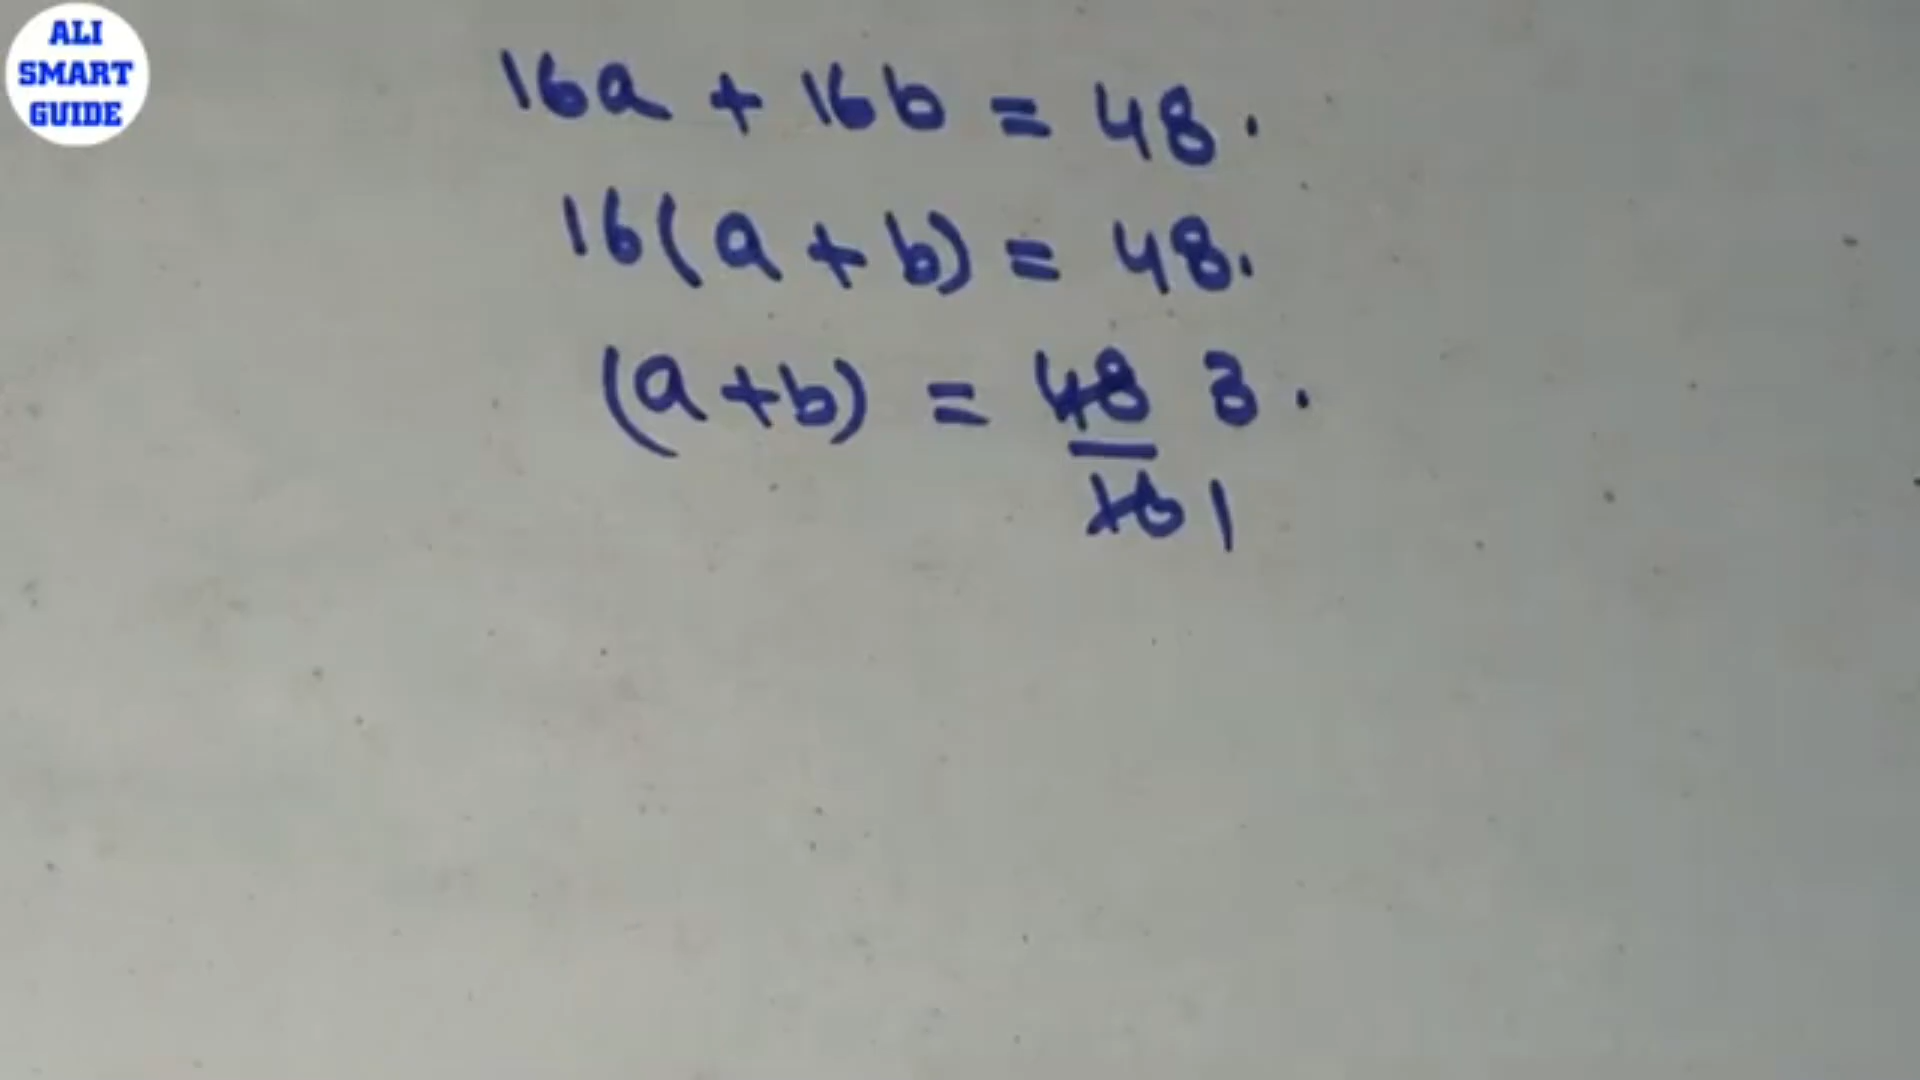 ALI
SMART
GUIDE
16a + 16b = 48.
16(a + b) = 48.
(a+b) = 48 3.
16 1